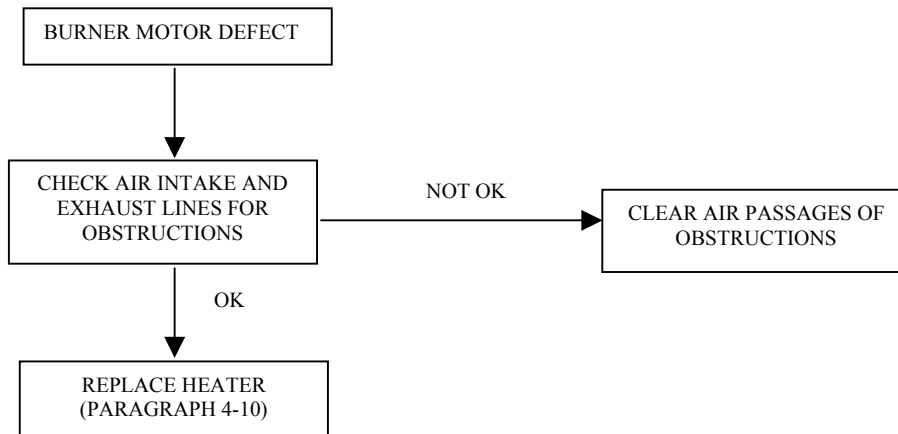 BURNER MOTOR DEFECT
CHECK AIR INTAKE AND
EXHAUST LINES FOR
OBSTRUCTIONS
NOT OK
CLEAR AIR PASSAGES OF
OBSTRUCTIONS
OK
REPLACE HEATER
(PARAGRAPH 4-10)